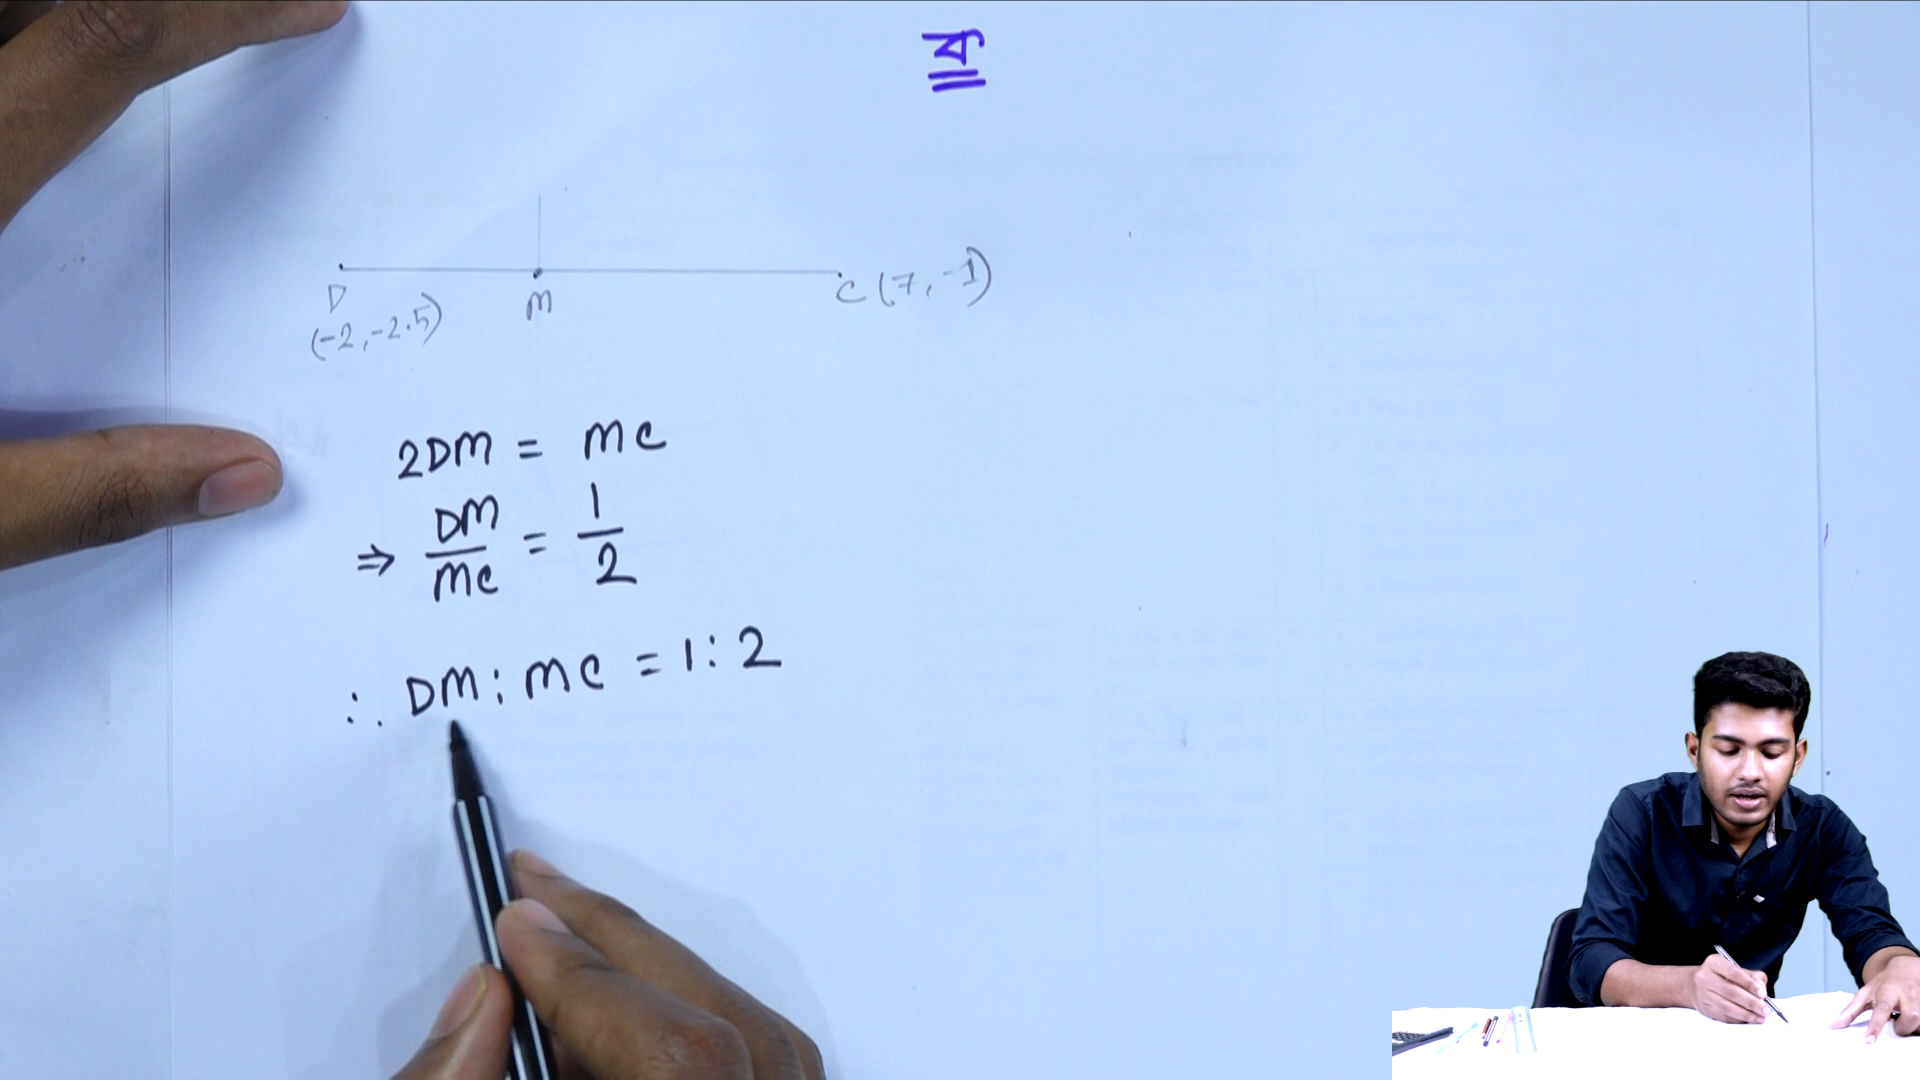 ক
D M C (7, -1)
(-2, -2.5)
2DM = MC
⇒ DM/MC = 1/2
∴ DM : MC = 1 : 2